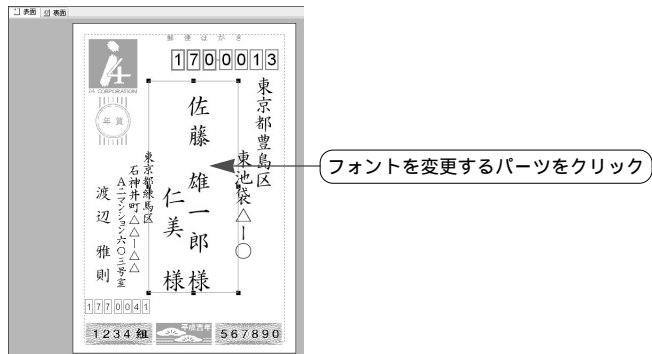 表面 表面
郵便はがき
1700013
I4 CORPORATION
年賀
東京都豊島区
東池袋△ー〇
佐藤 雄一郎 様
仁美 様
東京都練馬区
石神井町△ー△△
Aニマンション六〇三号室
渡辺 雅則
1770041
1234組
567890
フォントを変更するパーツをクリック